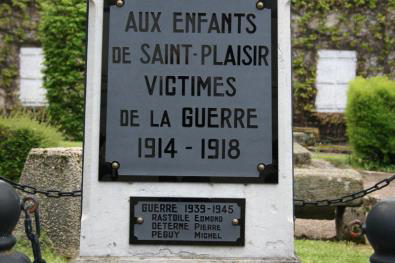 AUX ENFANTS
DE SAINT-PLAISIR
VICTIMES
DE LA GUERRE
1914 - 1918
GUERRE 1939-1945
RASTOILE EDMOND
DETERNE PIERRE
PEGUY MICHEL